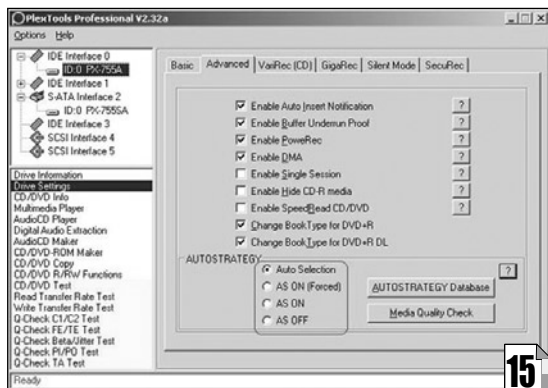 PlexTools Professional V2.32a
Options Help
IDE Interface 0
ID:0 PX-755A
IDE Interface 1
S-ATA Interface 2
ID:0 PX-755SA
IDE Interface 3
SCSI Interface 4
SCSI Interface 5
Drive Information
Drive Settings
CD/DVD Info
Multimedia Player
AudioCD Player
Digital Audio Extraction
AudioCD Maker
CD/DVD-ROM Maker
CD/DVD Copy
CD/DVD R/RW Functions
CD/DVD Test
Read Transfer Rate Test
Write Transfer Rate Test
Q-Check C1/C2 Test
Q-Check FE/TE Test
Q-Check Beta/Jitter Test
Q-Check PI/PO Test
Q-Check TA Test
Basic Advanced VariRec (CD) GigaRec Silent Mode SecuRec
Enable Auto Insert Notification ?
Enable Buffer Underrun Proof ?
Enable PoweRec ?
Enable DMA ?
Enable Single Session ?
Enable Hide CD-R media ?
Enable SpeedRead CD/DVD ?
Change BookType for DVD+R
Change BookType for DVD+R DL
AUTOSTRATEGY
Auto Selection ?
AS ON (Forced) AUTOSTRATEGY Database
AS ON
AS OFF Media Quality Check
Ready
15